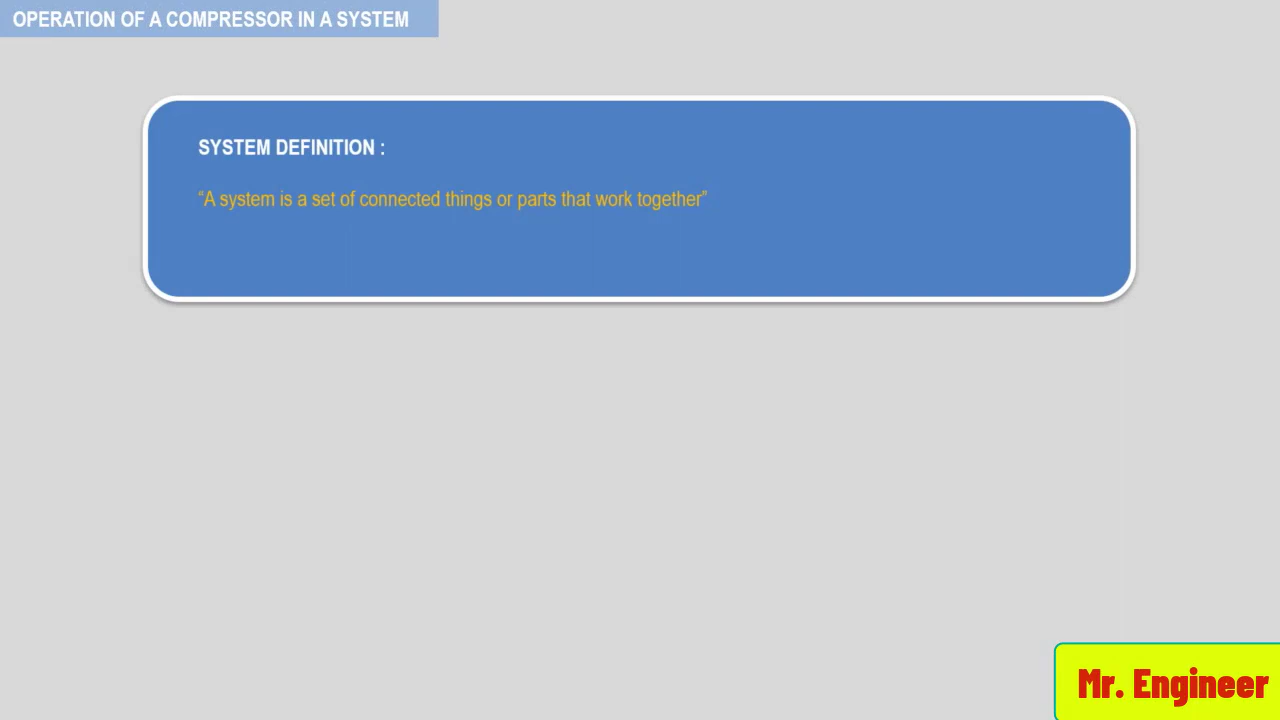 OPERATION OF A COMPRESSOR IN A SYSTEM
SYSTEM DEFINITION :
“A system is a set of connected things or parts that work together”
Mr. Engineer